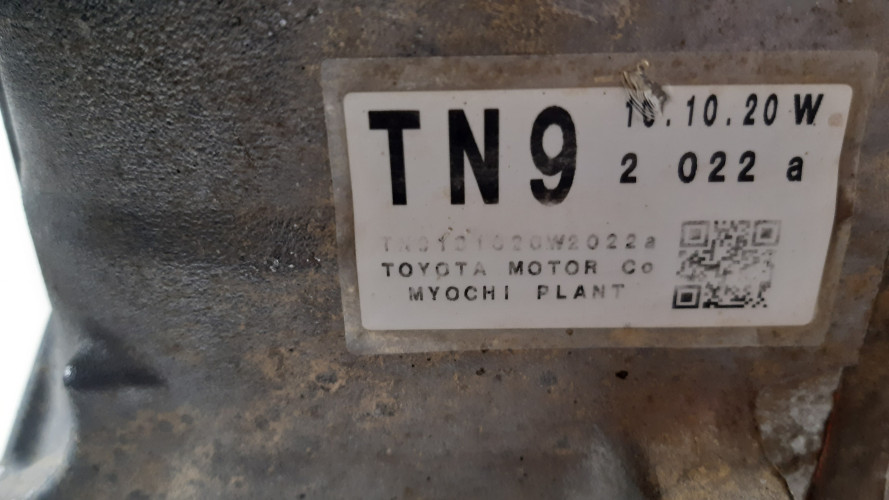 TN9
10.10.20 W
2 022 a
TN9101020W2022a
TOYOTA MOTOR Co
MYOCHI PLANT